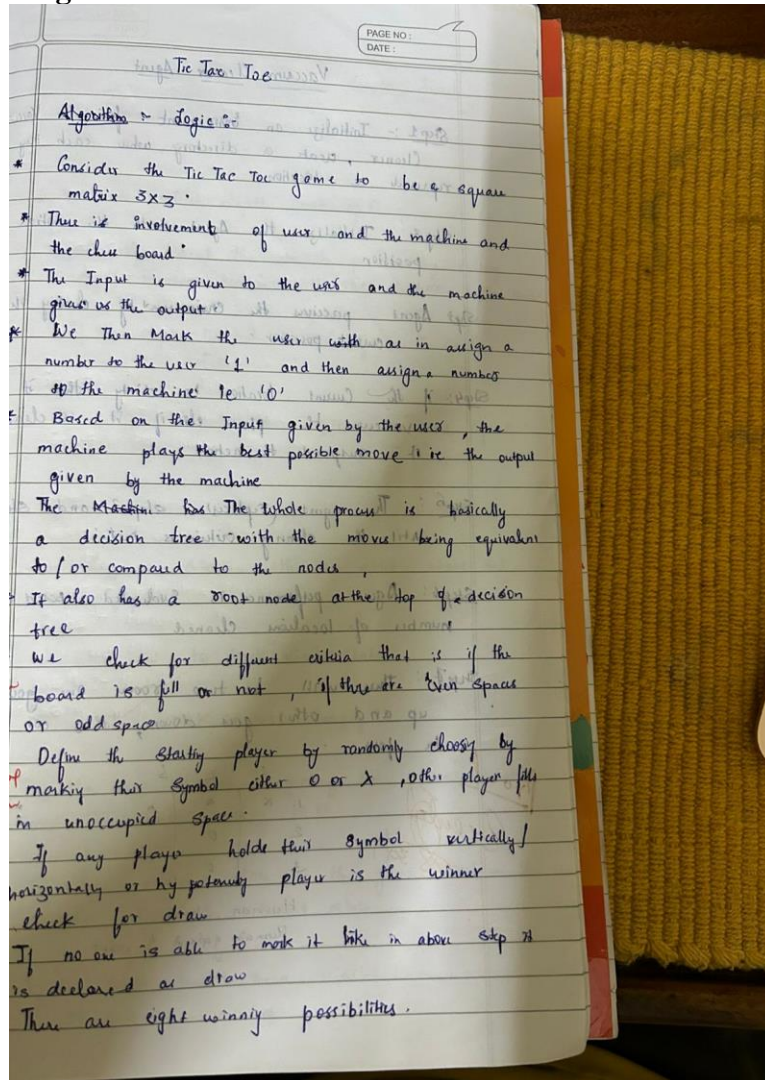 PAGE NO :
DATE :
Tic Tac Toe
Algorithm :- Logic :-
* Consider the Tic Tac Toe game to be a square
matrix 3x3.
* There is involvement of user and the machine and
the chess board.
* The Input is given to the user and the machine
gives us the output
* We Then Mark the user with as in assign a
number to the user '1' and then assign a number
to the machine ie '0'
* Based on the Input given by the user, the
machine plays the best possible move ie the output
given by the machine
The Machine has The whole process is basically
a decision tree with the moves being equivalent
to / or compared to the nodes,
It also has a root node at the top of a decision
tree
We check for different criteria that is if the
board is full or not, if there are even spaces
or odd space
Define the starting player by randomly choosy by
markiy their Symbol either O or X, other player fills
in unoccupied space.
If any player holds their symbol vertically /
horizontally or by player is the winner
check for draw
If no one is able to mark it like in above step it
is declared as draw
There are eight winniy possibilities.